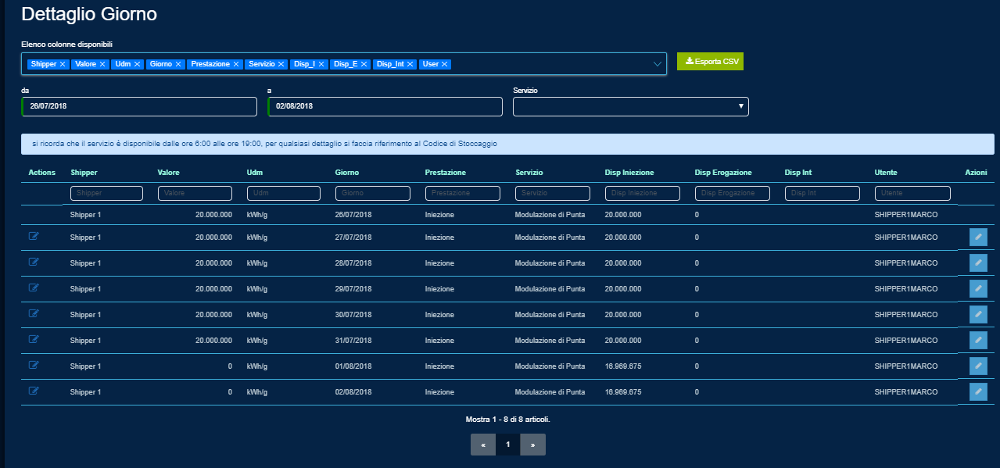 Dettaglio Giorno
Elenco colonne disponibili
Shipper × Valore × Udm × Giorno × Prestazione × Servizio × Disp_I × Disp_E × Disp_Int × User ×
Esporta CSV
da a Servizio
26/07/2018 02/08/2018
si ricorda che il servizio è disponibile dalle ore 6:00 alle ore 19:00, per qualsiasi dettaglio si faccia riferimento al Codice di Stoccaggio
Actions Shipper Valore Udm Giorno Prestazione Servizio Disp Iniezione Disp Erogazione Disp Int Utente Azioni
Shipper Valore Udm Giorno Prestazione Servizio Disp Iniezione Disp Erogazione Disp Int Utente
Shipper 1 20.000.000 kWh/g 26/07/2018 Iniezione Modulazione di Punta 20.000.000 0 SHIPPER1MARCO
Shipper 1 20.000.000 kWh/g 27/07/2018 Iniezione Modulazione di Punta 20.000.000 0 SHIPPER1MARCO
Shipper 1 20.000.000 kWh/g 28/07/2018 Iniezione Modulazione di Punta 20.000.000 0 SHIPPER1MARCO
Shipper 1 20.000.000 kWh/g 29/07/2018 Iniezione Modulazione di Punta 20.000.000 0 SHIPPER1MARCO
Shipper 1 20.000.000 kWh/g 30/07/2018 Iniezione Modulazione di Punta 20.000.000 0 SHIPPER1MARCO
Shipper 1 20.000.000 kWh/g 31/07/2018 Iniezione Modulazione di Punta 20.000.000 0 SHIPPER1MARCO
Shipper 1 0 kWh/g 01/08/2018 Iniezione Modulazione di Punta 16.969.675 0 SHIPPER1MARCO
Shipper 1 0 kWh/g 02/08/2018 Iniezione Modulazione di Punta 16.969.675 0 SHIPPER1MARCO
Mostra 1 - 8 di 8 articoli.
« 1 »